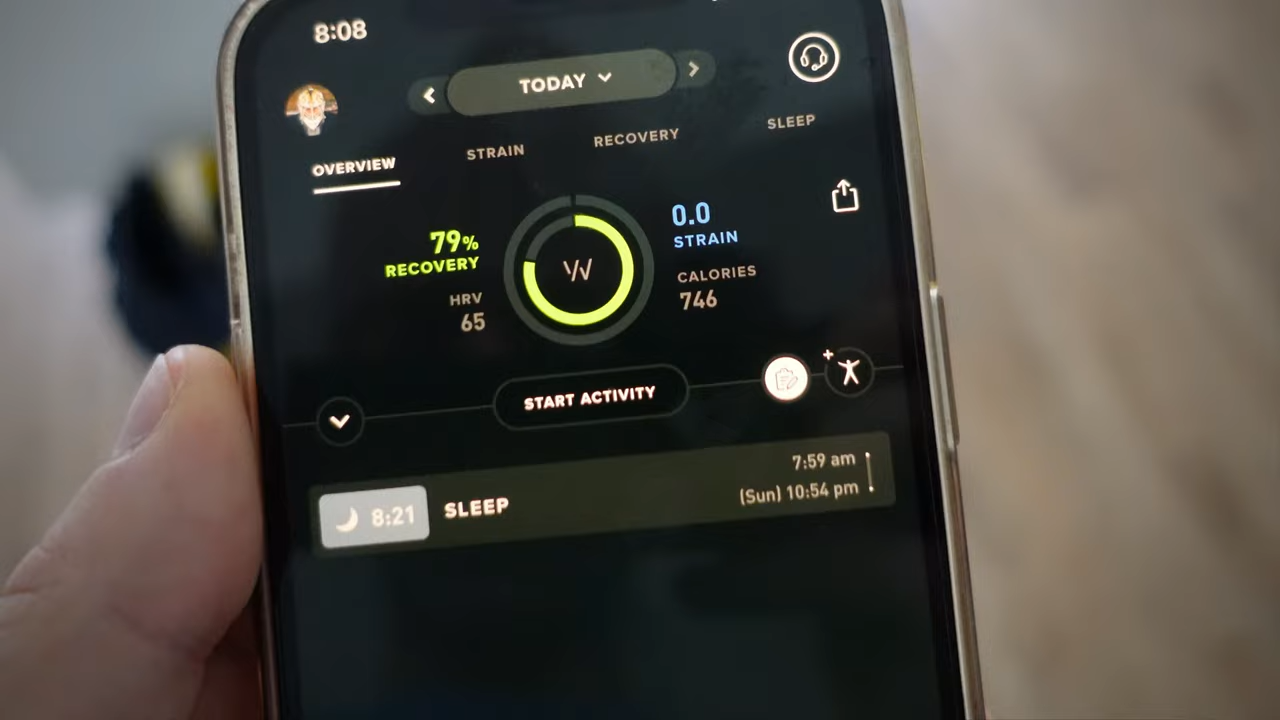 8:08
TODAY
OVERVIEW
STRAIN
RECOVERY
SLEEP
79%
RECOVERY
HRV
65
0.0
STRAIN
CALORIES
746
START ACTIVITY
8:21 SLEEP
7:59 am
(Sun) 10:54 pm